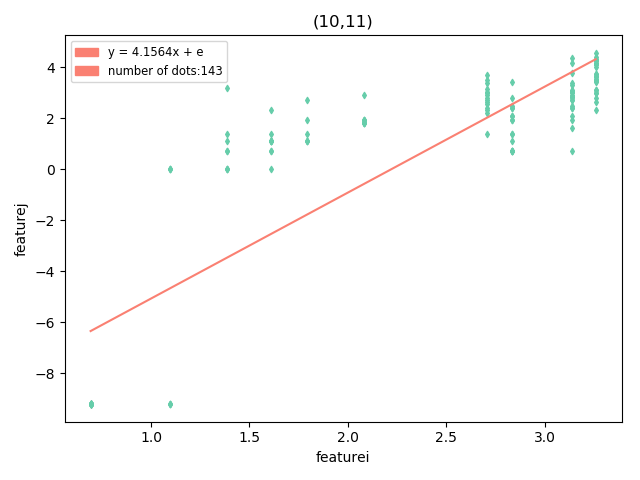 (10,11)
y = 4.1564x + e
number of dots:143
4
2
0
−2
−4
−6
−8
featurej
1.0 1.5 2.0 2.5 3.0
featurei